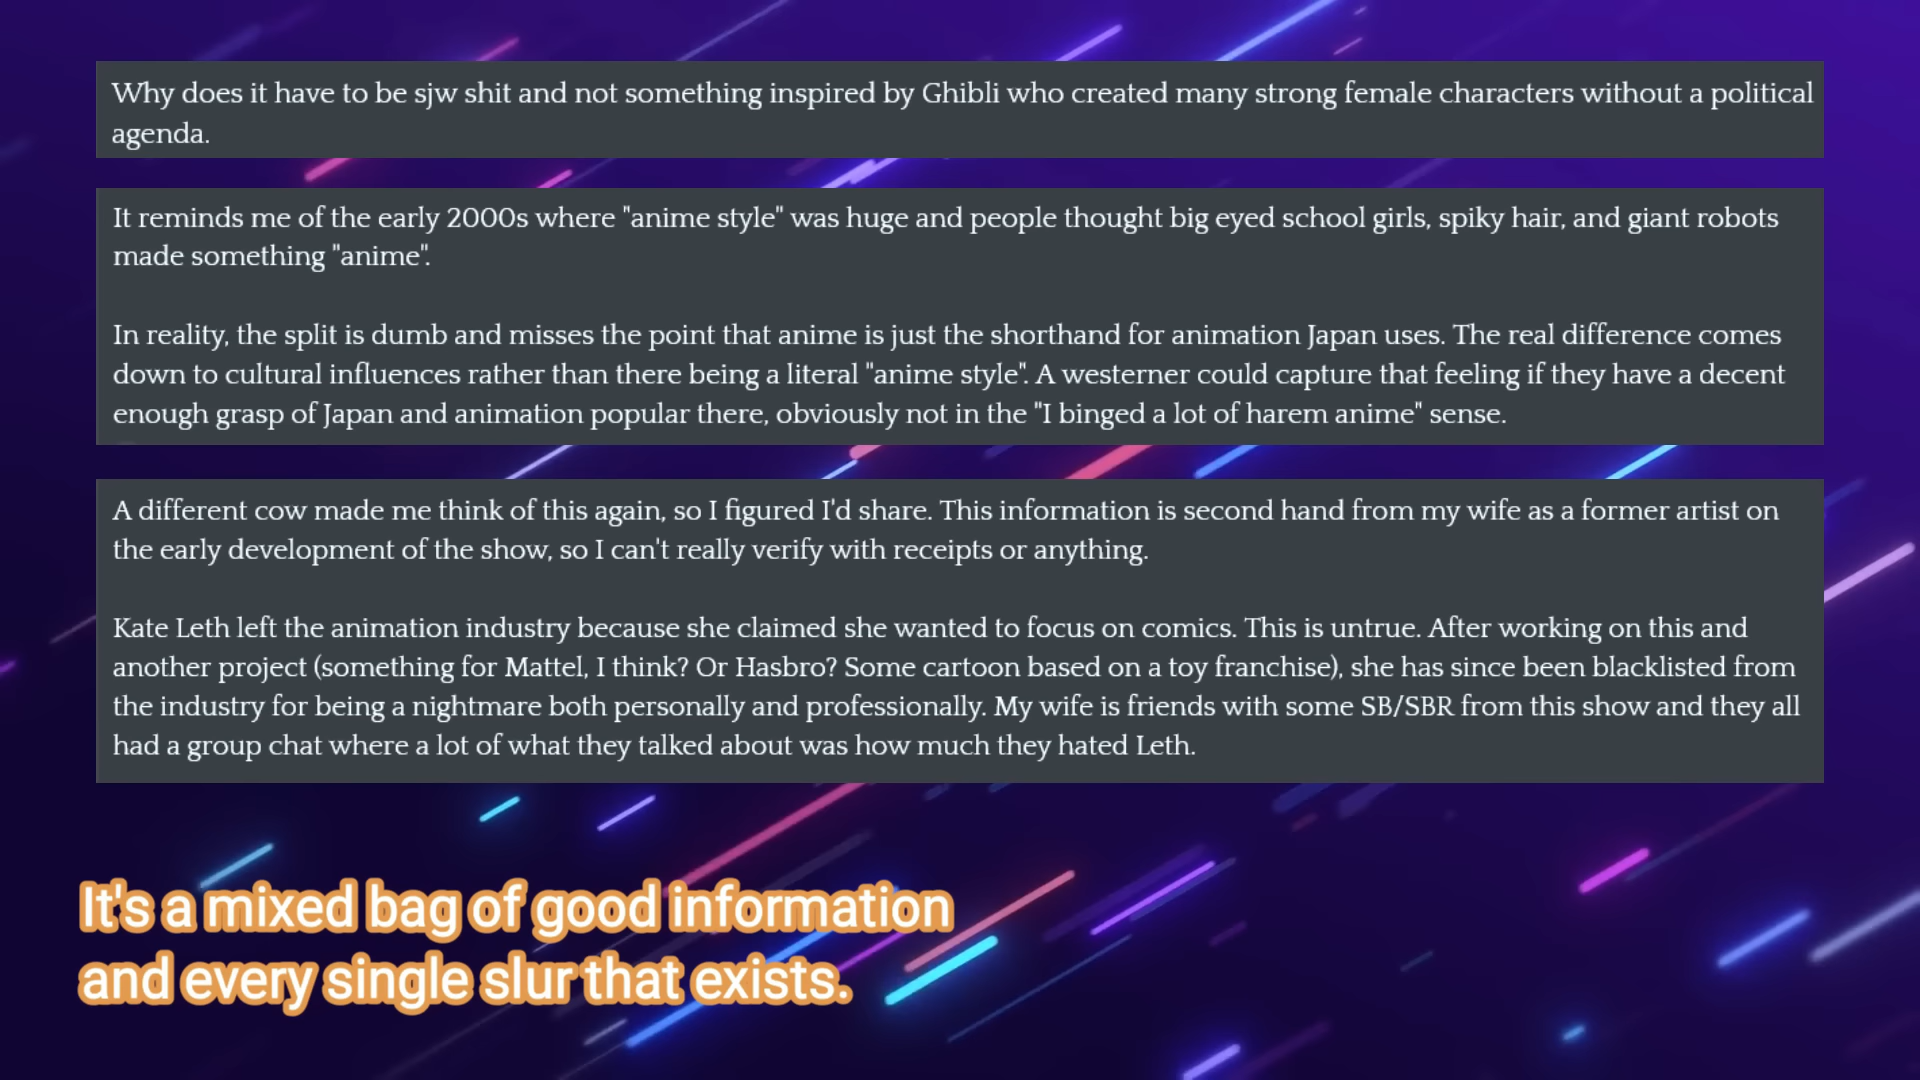 Why does it have to be sjw shit and not something inspired by Ghibli who created many strong female characters without a political
agenda.
It reminds me of the early 2000s where "anime style" was huge and people thought big eyed school girls, spiky hair, and giant robots
made something "anime".
In reality, the split is dumb and misses the point that anime is just the shorthand for animation Japan uses. The real difference comes
down to cultural influences rather than there being a literal "anime style". A westerner could capture that feeling if they have a decent
enough grasp of Japan and animation popular there, obviously not in the "I binged a lot of harem anime" sense.
A different cow made me think of this again, so I figured I'd share. This information is second hand from my wife as a former artist on
the early development of the show, so I can't really verify with receipts or anything.
Kate Leth left the animation industry because she claimed she wanted to focus on comics. This is untrue. After working on this and
another project (something for Mattel, I think? Or Hasbro? Some cartoon based on a toy franchise), she has since been blacklisted from
the industry for being a nightmare both personally and professionally. My wife is friends with some SB/SBR from this show and they all
had a group chat where a lot of what they talked about was how much they hated Leth.
It's a mixed bag of good information
and every single slur that exists.